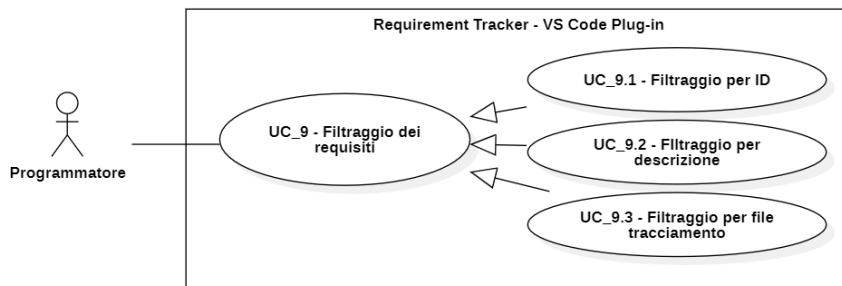 Requirement Tracker - VS Code Plug-in
UC_9.1 - Filtraggio per ID
UC_9 - Filtraggio dei
requisiti
UC_9.2 - FIltraggio per
descrizione
Programmatore
UC_9.3 - Filtraggio per file
tracciamento